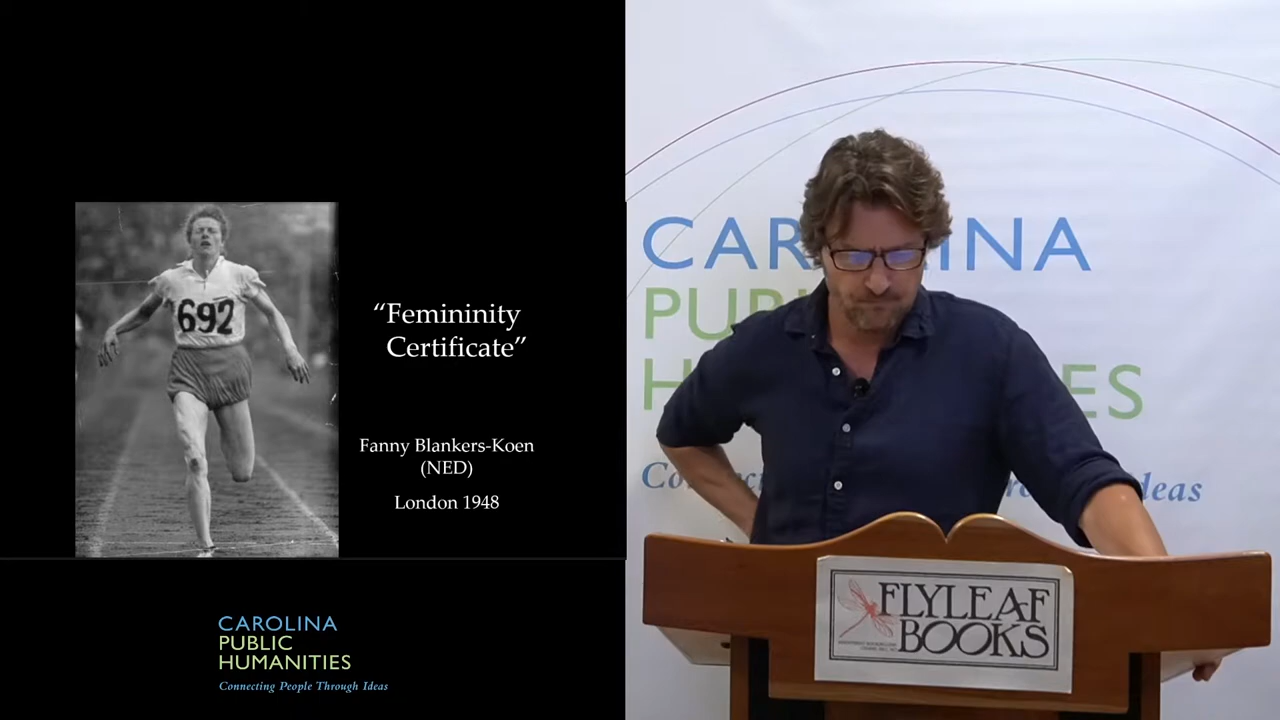 692
“Femininity
Certificate”
Fanny Blankers-Koen
(NED)
London 1948
CAROLINA
PUBLIC
HUMANITIES
Connecting People Through Ideas
CAR INA
PU
H ES
Co deas
FLYLEAF
BOOKS